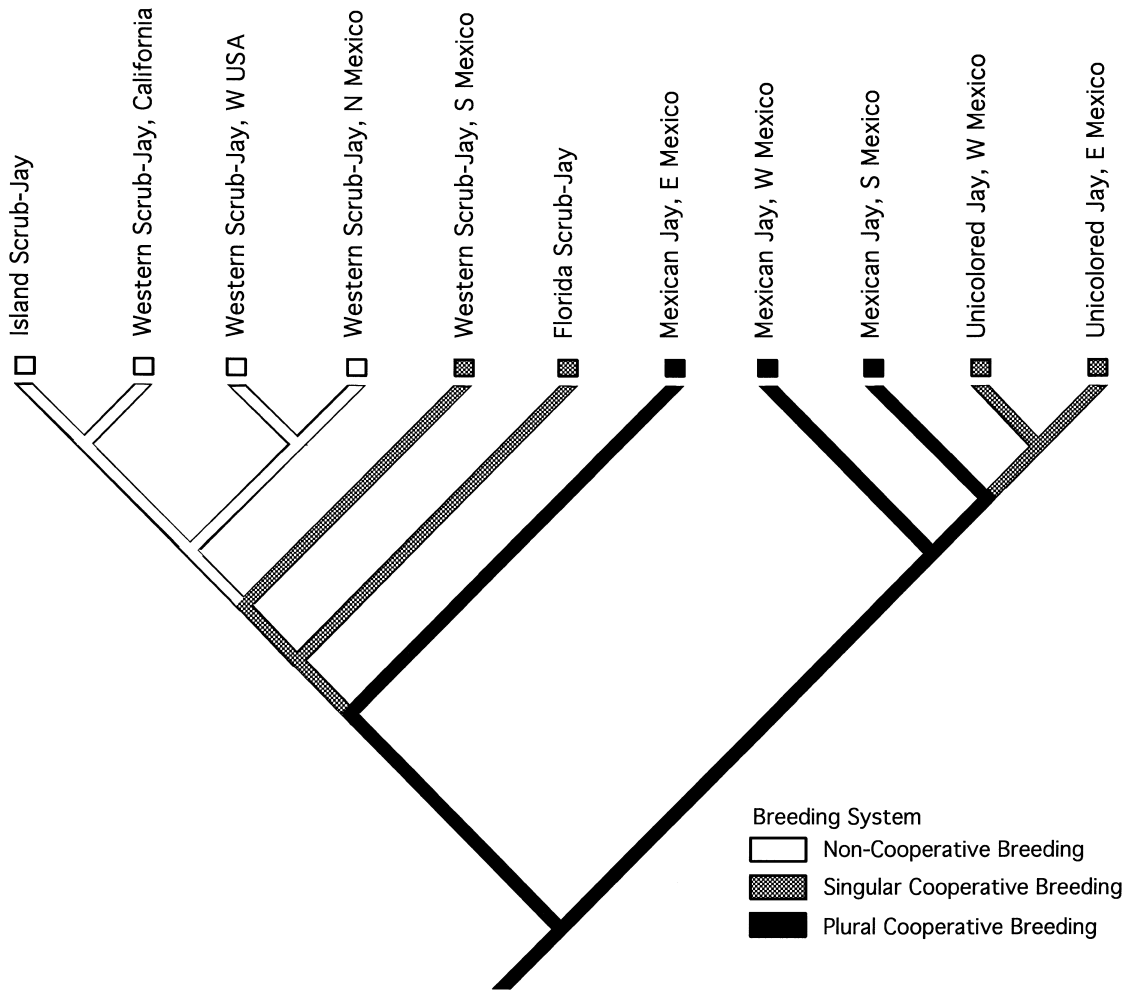 Island Scrub-Jay
Western Scrub-Jay, California
Western Scrub-Jay, W USA
Western Scrub-Jay, N Mexico
Western Scrub-Jay, S Mexico
Florida Scrub-Jay
Mexican Jay, E Mexico
Mexican Jay, W Mexico
Mexican Jay, S Mexico
Unicolored Jay, W Mexico
Unicolored Jay, E Mexico
Breeding System
Non-Cooperative Breeding
Singular Cooperative Breeding
Plural Cooperative Breeding